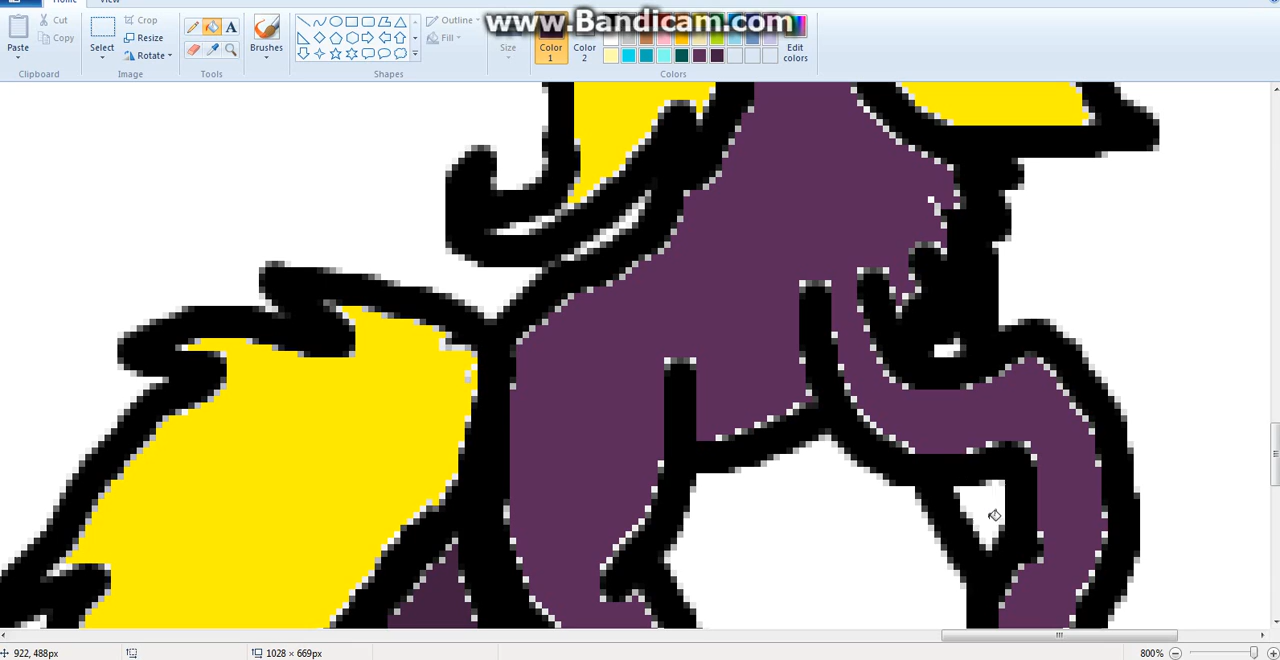 Home View
www.Bandicam.com
Paste
Cut
Copy
Clipboard
Select
Crop
Resize
Rotate
Image
A
Tools
Brushes
Outline
Fill
Shapes
Size
Color
1
Color
2
Edit
colors
Colors
922, 488px
1028 × 669px
800%